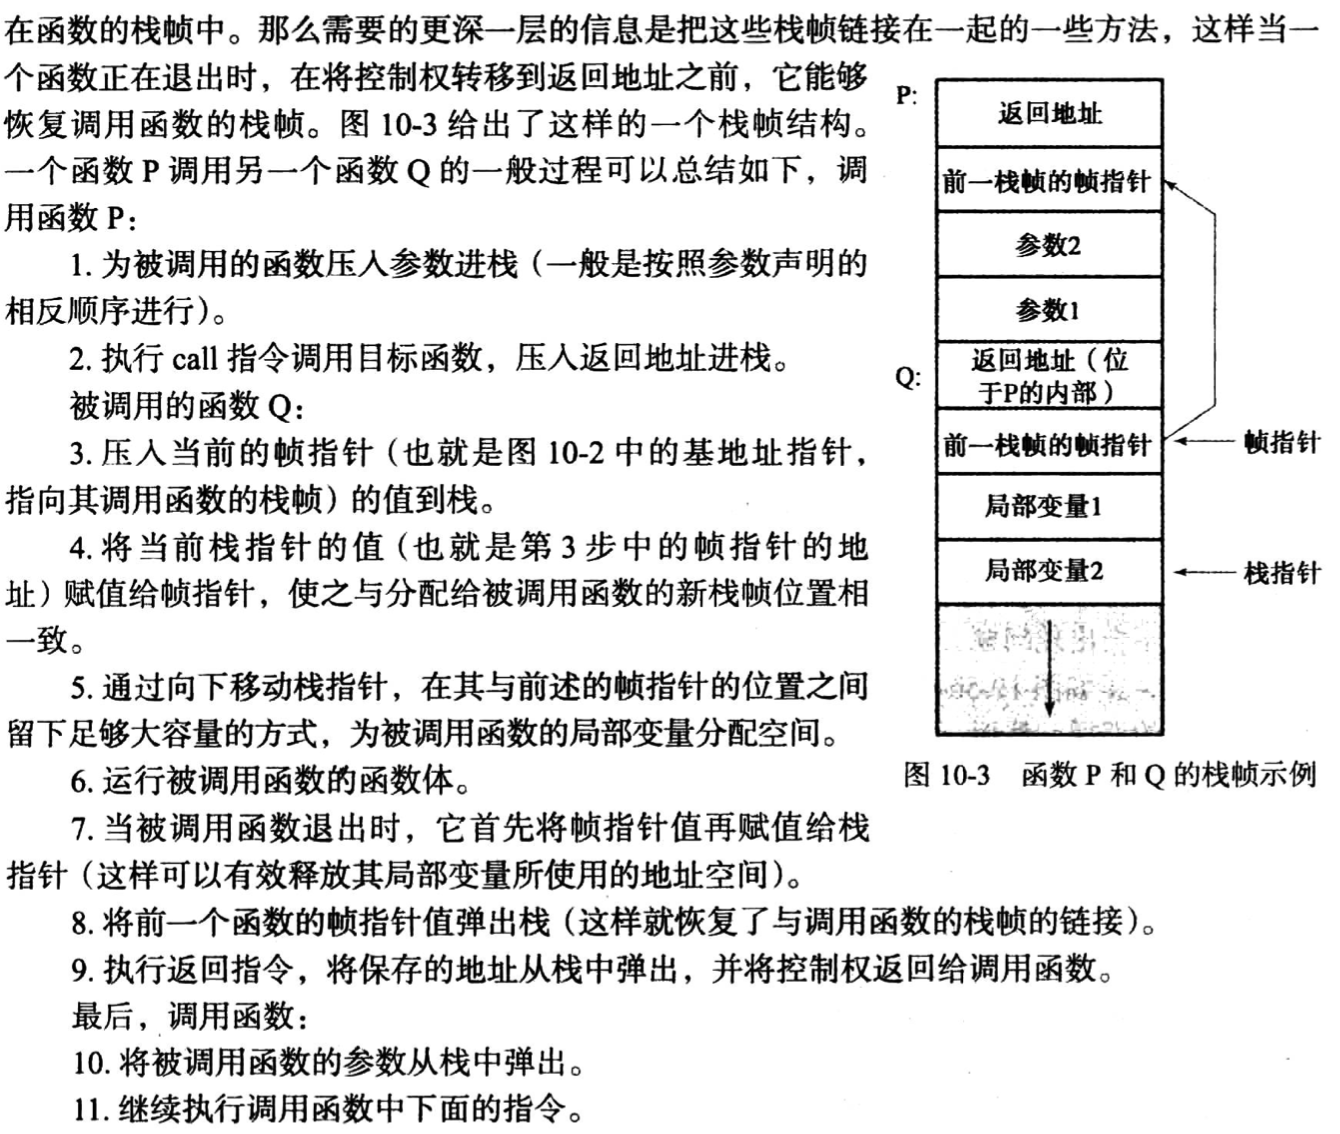 在函数的栈帧中。那么需要的更深一层的信息是把这些栈帧链接在一起的一些方法，这样当一
个函数正在退出时，在将控制权转移到返回地址之前，它能够
恢复调用函数的栈帧。图 10-3 给出了这样的一个栈帧结构。
一个函数 P 调用另一个函数 Q 的一般过程可以总结如下，调
用函数 P：
1. 为被调用的函数压入参数进栈（一般是按照参数声明的
相反顺序进行）。
2. 执行 call 指令调用目标函数，压入返回地址进栈。
被调用的函数 Q：
3. 压入当前的帧指针（也就是图 10-2 中的基地址指针，
指向其调用函数的栈帧）的值到栈。
4. 将当前栈指针的值（也就是第 3 步中的帧指针的地
址）赋值给帧指针，使之与分配给被调用函数的新栈帧位置相
一致。
5. 通过向下移动栈指针，在其与前述的帧指针的位置之间
留下足够大容量的方式，为被调用函数的局部变量分配空间。
6. 运行被调用函数的函数体。
7. 当被调用函数退出时，它首先将帧指针值再赋值给栈
指针（这样可以有效释放其局部变量所使用的地址空间）。
8. 将前一个函数的帧指针值弹出栈（这样就恢复了与调用函数的栈帧的链接）。
9. 执行返回指令，将保存的地址从栈中弹出，并将控制权返回给调用函数。
最后，调用函数：
10. 将被调用函数的参数从栈中弹出。
11. 继续执行调用函数中下面的指令。
P:
返回地址
前一栈帧的帧指针
参数2
参数1
Q:
返回地址（位
于P的内部）
前一栈帧的帧指针
帧指针
局部变量1
局部变量2
栈指针
图 10-3 函数 P 和 Q 的栈帧示例